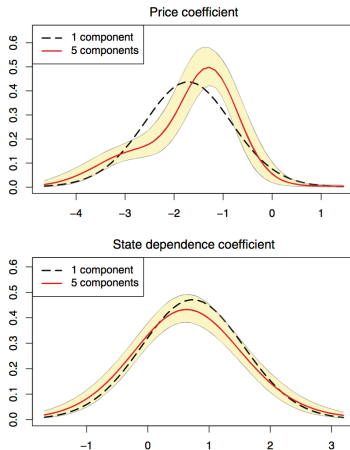 Price coefficient
1 component
5 components
0.0 0.1 0.2 0.3 0.4 0.5 0.6
−4 −3 −2 −1 0 1
State dependence coefficient
1 component
5 components
0.0 0.1 0.2 0.3 0.4 0.5 0.6
−1 0 1 2 3